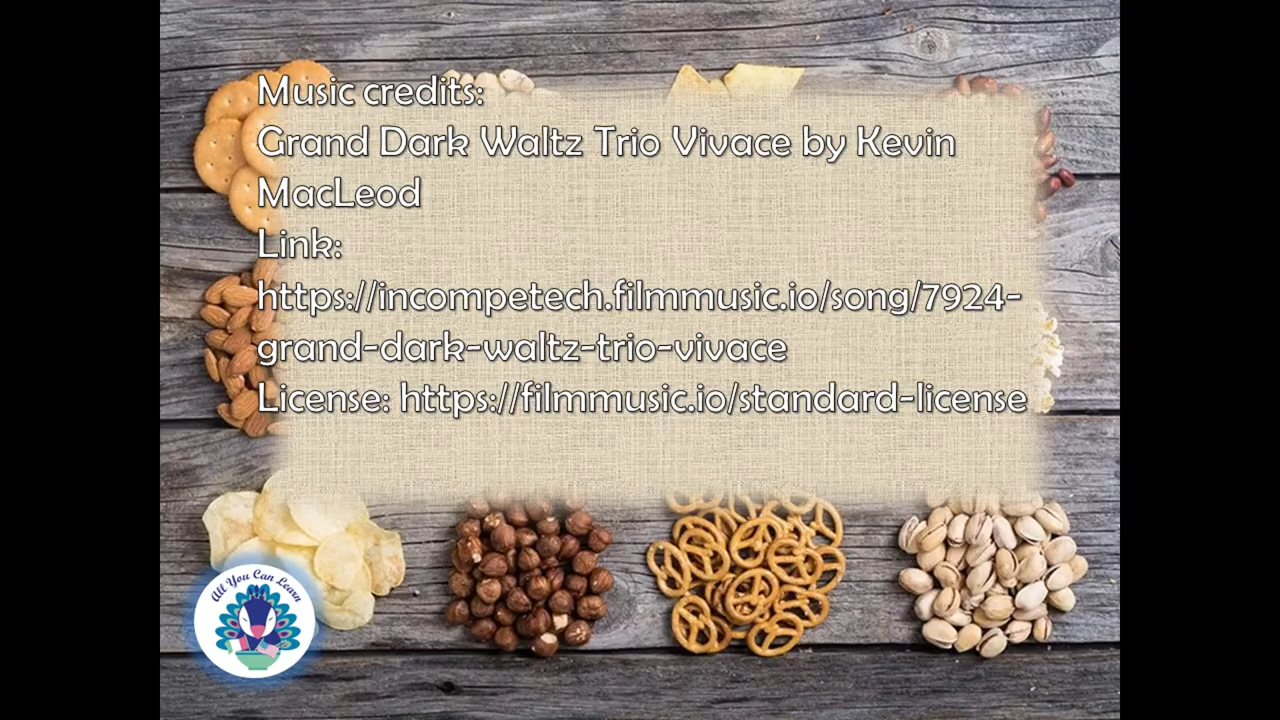 Music credits:
Grand Dark Waltz Trio Vivace by Kevin
MacLeod
Link:
https://incompetech.filmmusic.io/song/7924-
grand-dark-waltz-trio-vivace
License: https://filmmusic.io/standard-license
All You Can Learn